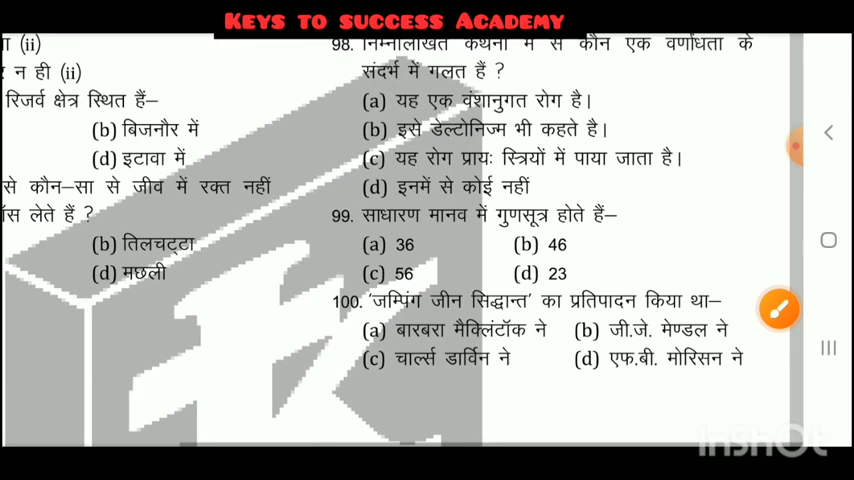 KEYS TO SUCCESS ACADEMY
ा (ii)
र न ही (ii)
रिजर्व क्षेत्र स्थित हैं–
(b) बिजनौर में
(d) इटावा में
से कौन–सा से जीव में रक्त नहीं
ॉस लेते हैं ?
(b) तिलचट्टा
(d) मछली
98. निम्नलिखित कथनों में से कौन एक वर्णांधता के
संदर्भ में गलत हैं ?
(a) यह एक वंशानुगत रोग है।
(b) इसे डेल्टोनिज्म भी कहते है।
(c) यह रोग प्रायः स्त्रियों में पाया जाता है।
(d) इनमें से कोई नहीं
99. साधारण मानव में गुणसूत्र होते हैं–
(a) 36 (b) 46
(c) 56 (d) 23
100. 'जम्पिंग जीन सिद्धान्त' का प्रतिपादन किया था–
(a) बारबरा मैक्लिंटॉक ने (b) जी.जे. मेण्डल ने
(c) चार्ल्स डार्विन ने (d) एफ.बी. मोरिसन ने
InShOt